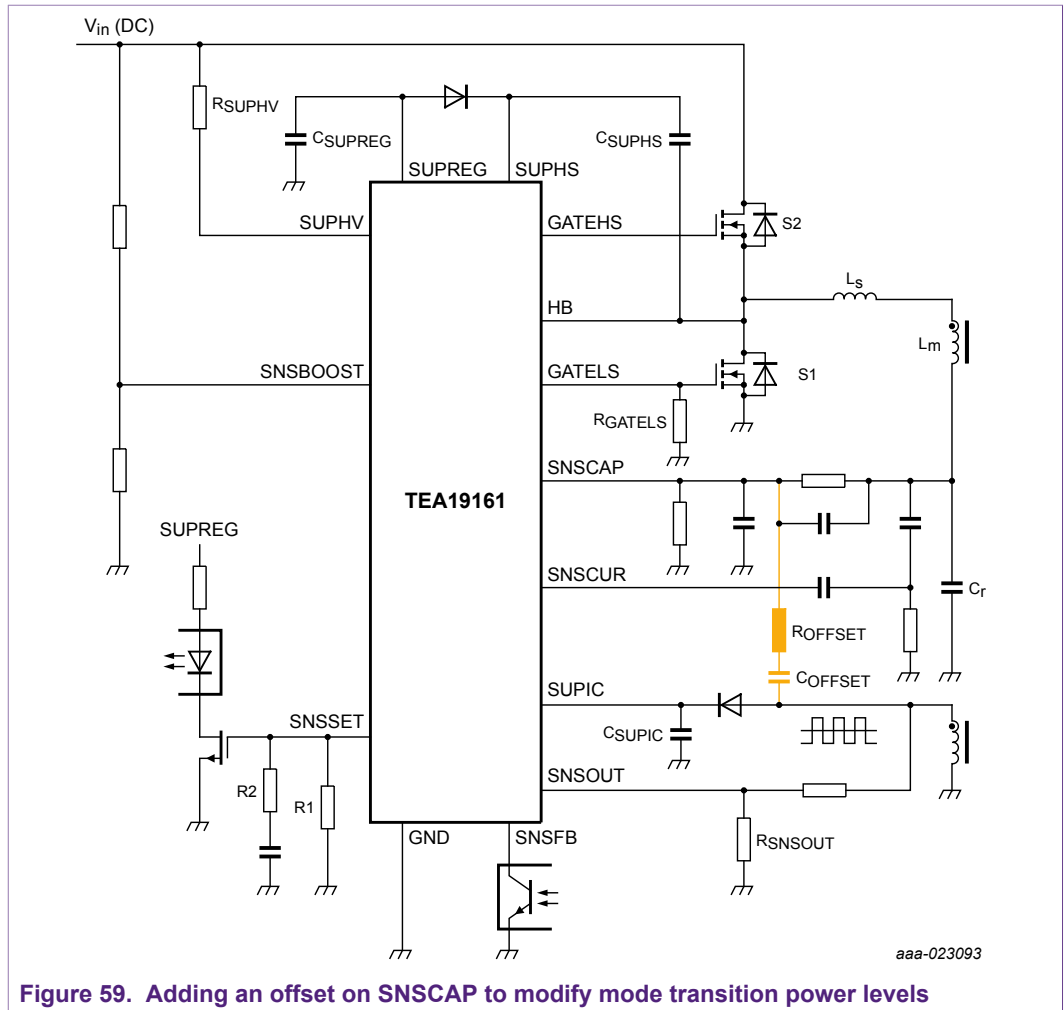 Vin (DC)
RSUPHV
CSUPREG
CSUPHS
SUPREG
SUPHS
SUPHV
GATEHS
S2
Ls
HB
Lm
SNSBOOST
GATELS
S1
RGATELS
SNSCAP
TEA19161
SUPREG
SNSCUR
Cr
ROFFSET
COFFSET
SUPIC
SNSSET
CSUPIC
SNSOUT
R2
R1
RSNSOUT
GND
SNSFB
aaa-023093
Figure 59. Adding an offset on SNSCAP to modify mode transition power levels